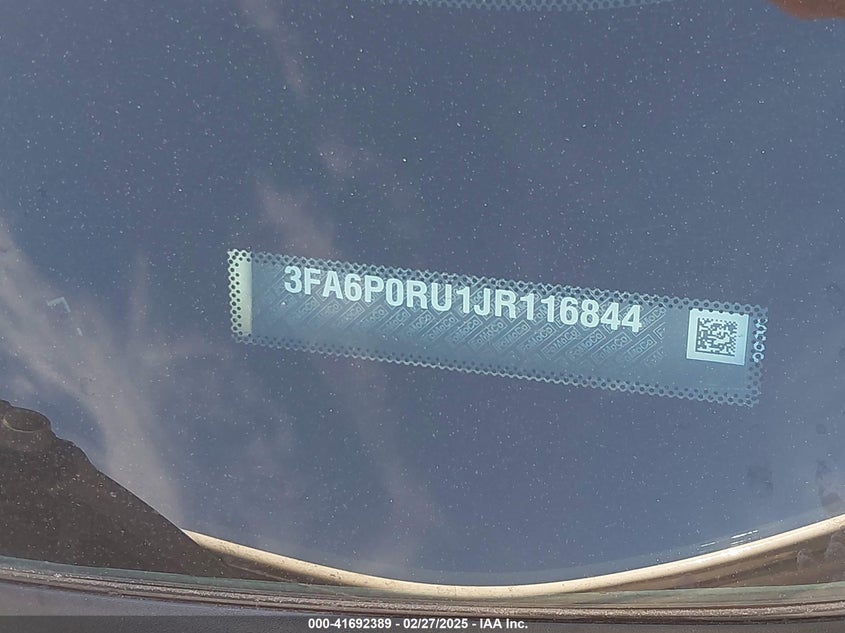 3FA6P0RU1JR116844
000-41692389 - 02/27/2025 - IAA Inc.